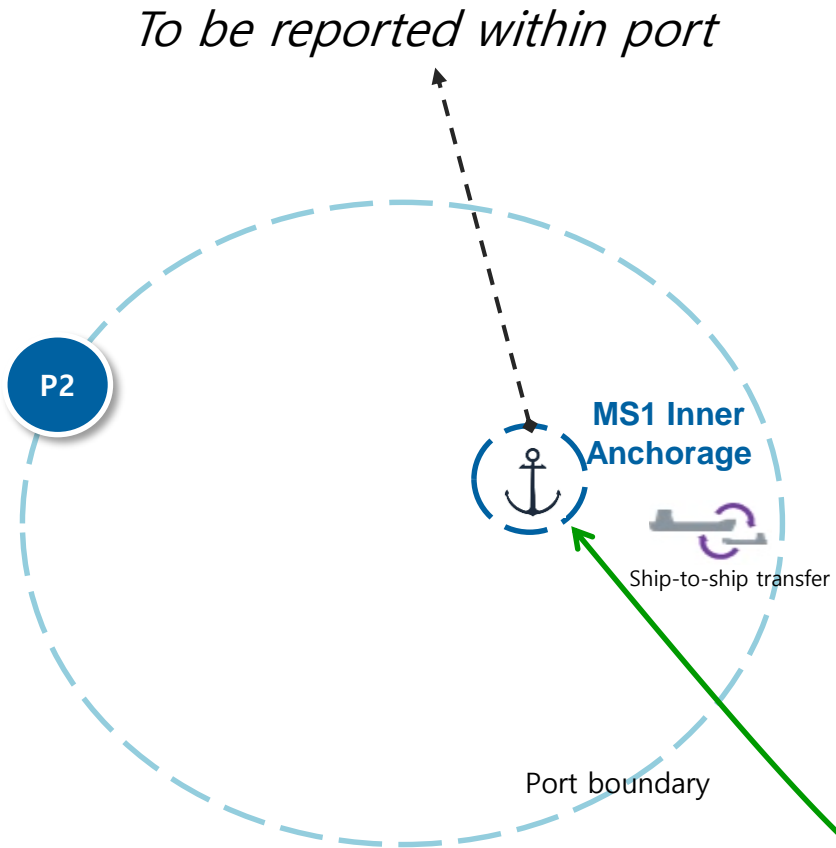 To be reported within port
P2
MS1 Inner
Anchorage
Ship-to-ship transfer
Port boundary